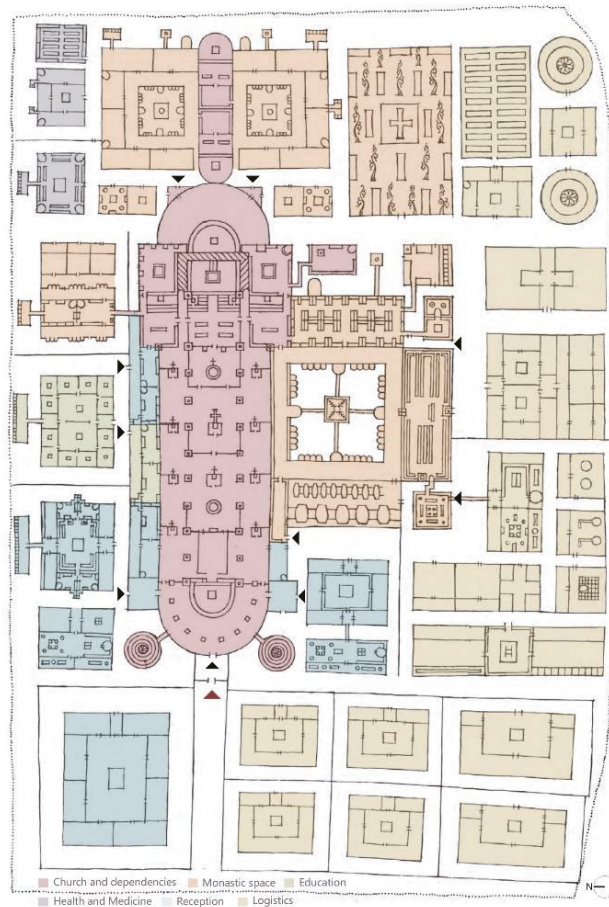 Church and dependencies Monastic space Education
Health and Medicine Reception Logistics
N